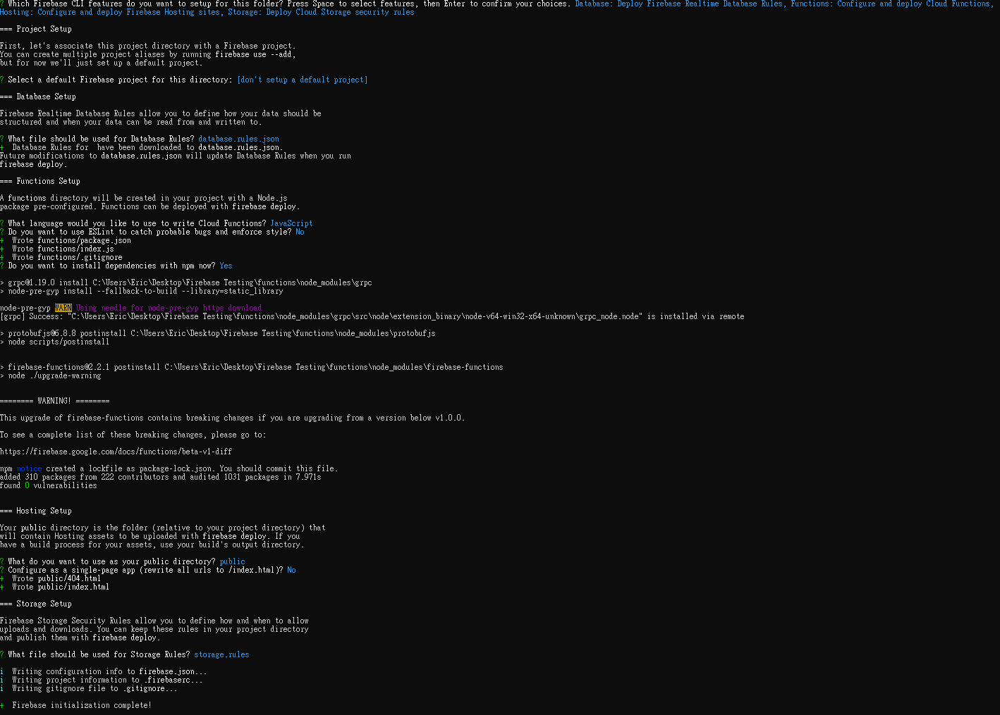 ? Which Firebase CLI features do you want to setup for this folder? Press Space to select features, then Enter to confirm your choices. Database: Deploy Firebase Realtime Database Rules, Functions: Configure and deploy Cloud Functions,
Hosting: Configure and deploy Firebase Hosting sites, Storage: Deploy Cloud Storage security rules
=== Project Setup
First, let's associate this project directory with a Firebase project.
You can create multiple project aliases by running firebase use --add,
but for now we'll just set up a default project.
? Select a default Firebase project for this directory: [don't setup a default project]
=== Database Setup
Firebase Realtime Database Rules allow you to define how your data should be
structured and when your data can be read from and written to.
? What file should be used for Database Rules? database.rules.json
+  Database Rules for  have been downloaded to database.rules.json.
Future modifications to database.rules.json will update Database Rules when you run
firebase deploy.
=== Functions Setup
A functions directory will be created in your project with a Node.js
package pre-configured. Functions can be deployed with firebase deploy.
? What language would you like to use to write Cloud Functions? JavaScript
? Do you want to use ESLint to catch probable bugs and enforce style? No
+  Wrote functions/package.json
+  Wrote functions/index.js
+  Wrote functions/.gitignore
? Do you want to install dependencies with npm now? Yes
> grpc@1.19.0 install C:\Users\Eric\Desktop\Firebase Testing\functions\node_modules\grpc
> node-pre-gyp install --fallback-to-build --library=static_library
node-pre-gyp WARN Using needle for node-pre-gyp https download
[grpc] Success: "C:\Users\Eric\Desktop\Firebase Testing\functions\node_modules\grpc\src\node\extension_binary\node-v64-win32-x64-unknown\grpc_node.node" is installed via remote
> protobufjs@6.8.8 postinstall C:\Users\Eric\Desktop\Firebase Testing\functions\node_modules\protobufjs
> node scripts/postinstall
> firebase-functions@2.2.1 postinstall C:\Users\Eric\Desktop\Firebase Testing\functions\node_modules\firebase-functions
> node ./upgrade-warning
======== WARNING! ========
This upgrade of firebase-functions contains breaking changes if you are upgrading from a version below v1.0.0.
To see a complete list of these breaking changes, please go to:
https://firebase.google.com/docs/functions/beta-v1-diff
npm notice created a lockfile as package-lock.json. You should commit this file.
added 310 packages from 222 contributors and audited 1031 packages in 7.971s
found 0 vulnerabilities
=== Hosting Setup
Your public directory is the folder (relative to your project directory) that
will contain Hosting assets to be uploaded with firebase deploy. If you
have a build process for your assets, use your build's output directory.
? What do you want to use as your public directory? public
? Configure as a single-page app (rewrite all urls to /index.html)? No
+  Wrote public/404.html
+  Wrote public/index.html
=== Storage Setup
Firebase Storage Security Rules allow you to define how and when to allow
uploads and downloads. You can keep these rules in your project directory
and publish them with firebase deploy.
? What file should be used for Storage Rules? storage.rules
i  Writing configuration info to firebase.json...
i  Writing project information to .firebaserc...
i  Writing gitignore file to .gitignore...
+  Firebase initialization complete!